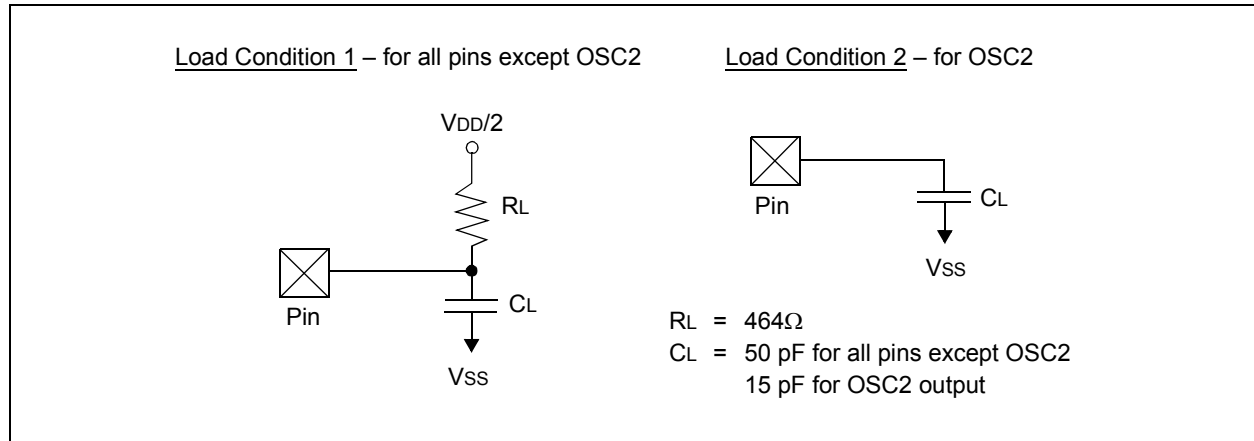 Load Condition 1 – for all pins except OSC2
VDD/2
RL
Pin
CL
VSS
Load Condition 2 – for OSC2
Pin
CL
VSS
RL = 464Ω
CL = 50 pF for all pins except OSC2
15 pF for OSC2 output